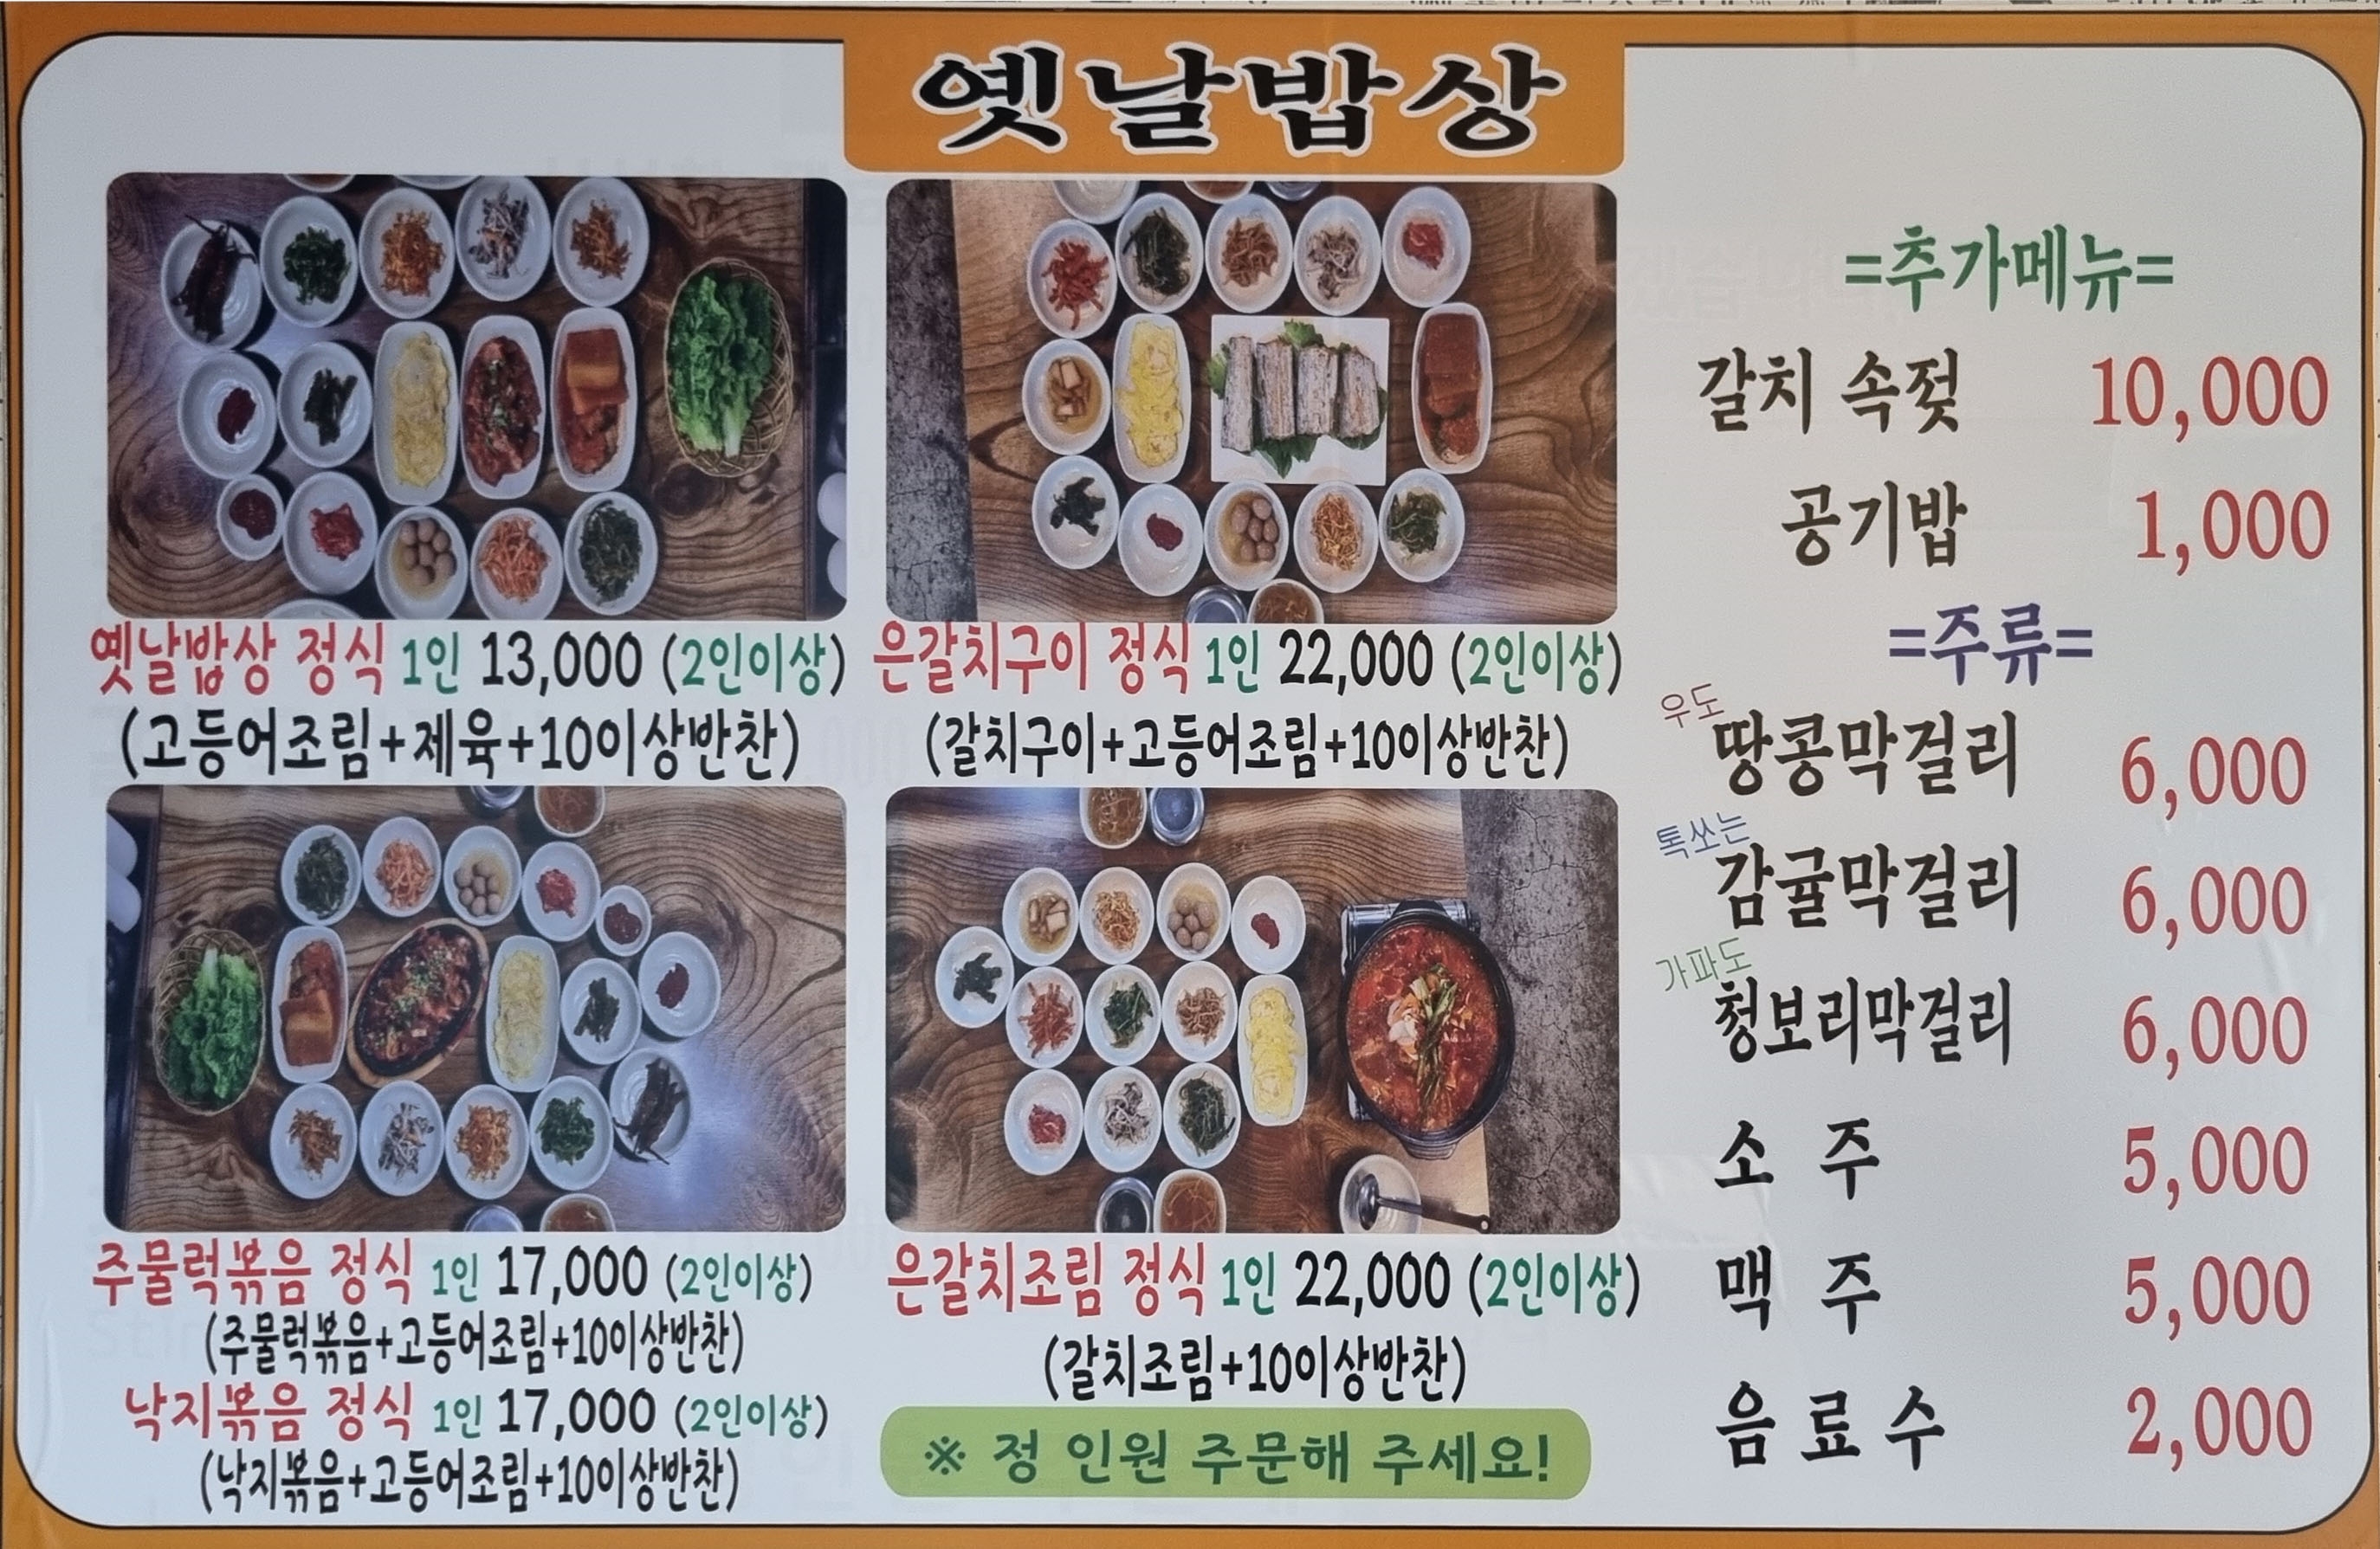 옛날밥상
옛날밥상 정식 1인 13,000 (2인이상)
(고등어조림+제육+10이상반찬)
은갈치구이 정식 1인 22,000 (2인이상)
(갈치구이+고등어조림+10이상반찬)
주물럭볶음 정식 1인 17,000 (2인이상)
(주물럭볶음+고등어조림+10이상반찬)
낙지볶음 정식 1인 17,000 (2인이상)
(낙지볶음+고등어조림+10이상반찬)
은갈치조림 정식 1인 22,000 (2인이상)
(갈치조림+10이상반찬)
※ 정 인원 주문해 주세요!
=추가메뉴=
갈치 속젖 10,000
공기밥 1,000
=주류=
우도
땅콩막걸리 6,000
톡쏘는
감귤막걸리 6,000
가파도
청보리막걸리 6,000
소 주 5,000
맥 주 5,000
음 료 수 2,000